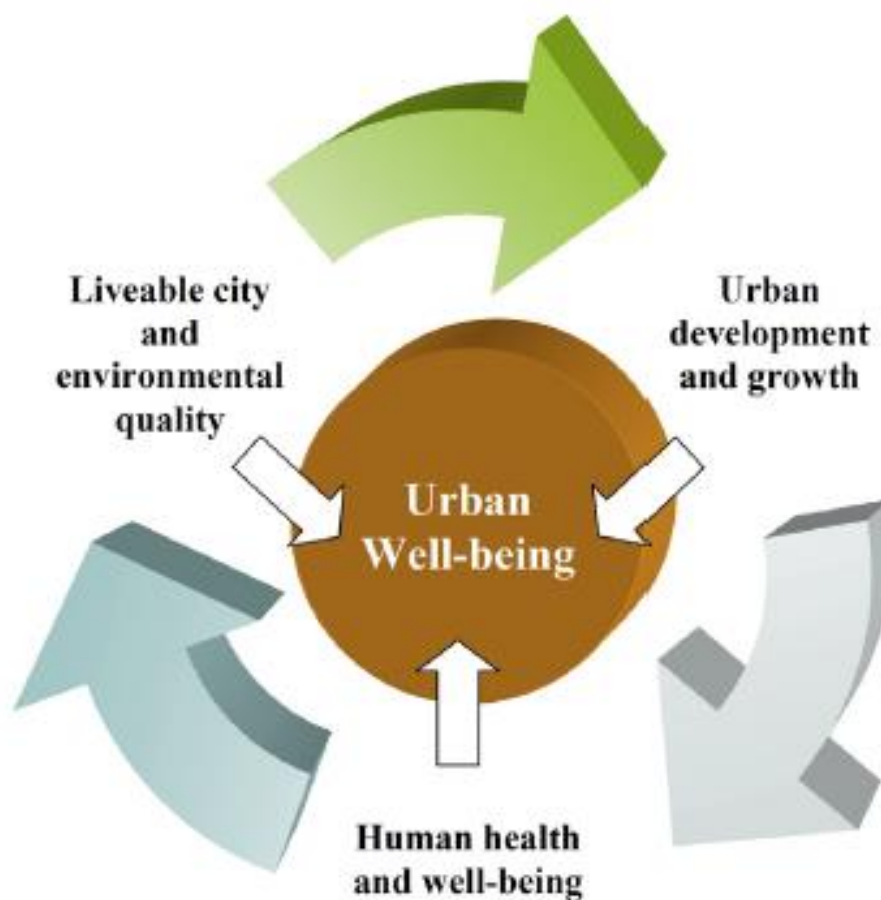 Liveable city
and
environmental
quality
Urban
development
and growth
Urban
Well-being
Human health
and well-being